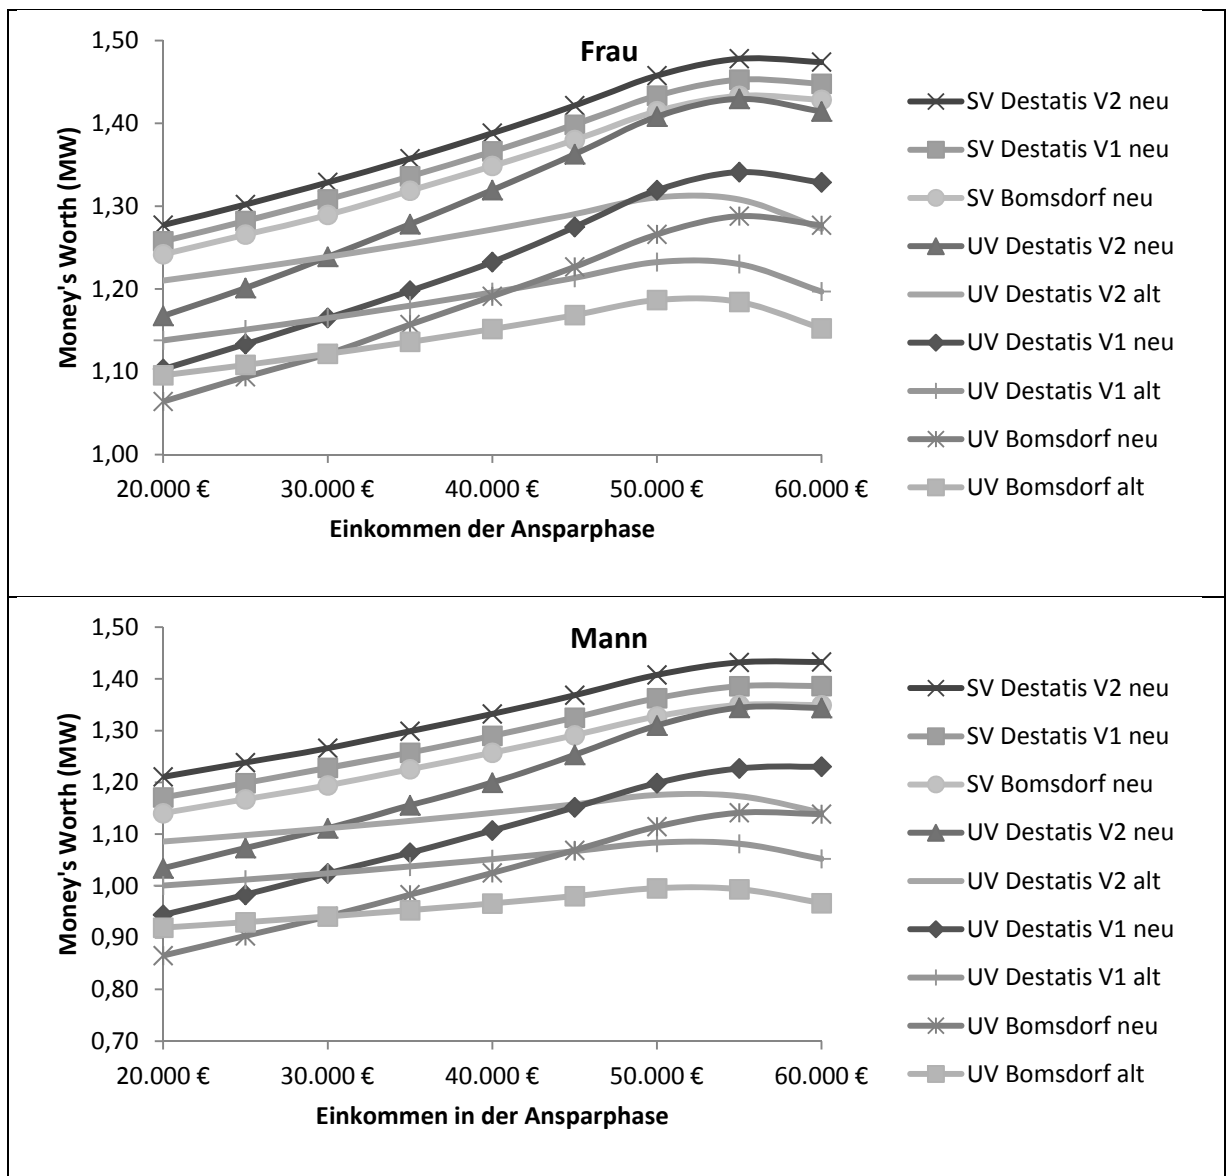 Frau
Money's Worth (MW)
1,50
1,40
1,30
1,20
1,10
1,00
20.000 € 30.000 € 40.000 € 50.000 € 60.000 €
Einkommen der Ansparphase
SV Destatis V2 neu
SV Destatis V1 neu
SV Bomsdorf neu
UV Destatis V2 neu
UV Destatis V2 alt
UV Destatis V1 neu
UV Destatis V1 alt
UV Bomsdorf neu
UV Bomsdorf alt
Mann
Money's Worth (MW)
1,50
1,40
1,30
1,20
1,10
1,00
0,90
0,80
0,70
20.000 € 30.000 € 40.000 € 50.000 € 60.000 €
Einkommen in der Ansparphase
SV Destatis V2 neu
SV Destatis V1 neu
SV Bomsdorf neu
UV Destatis V2 neu
UV Destatis V2 alt
UV Destatis V1 neu
UV Destatis V1 alt
UV Bomsdorf neu
UV Bomsdorf alt